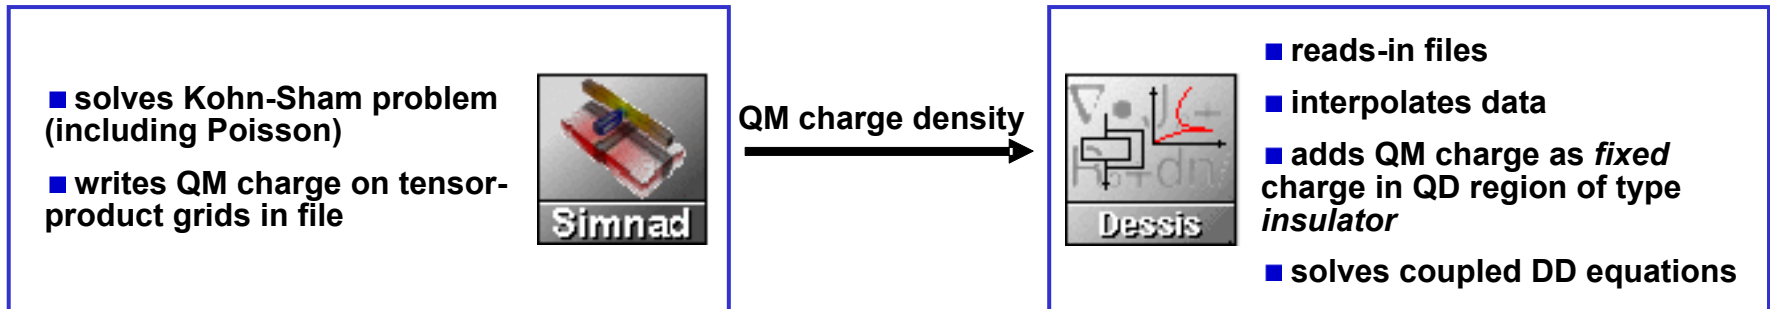 solves Kohn-Sham problem
(including Poisson)
writes QM charge on tensor-
product grids in file
Simnad
QM charge density
Dessis
reads-in files
interpolates data
adds QM charge as fixed
charge in QD region of type
insulator
solves coupled DD equations